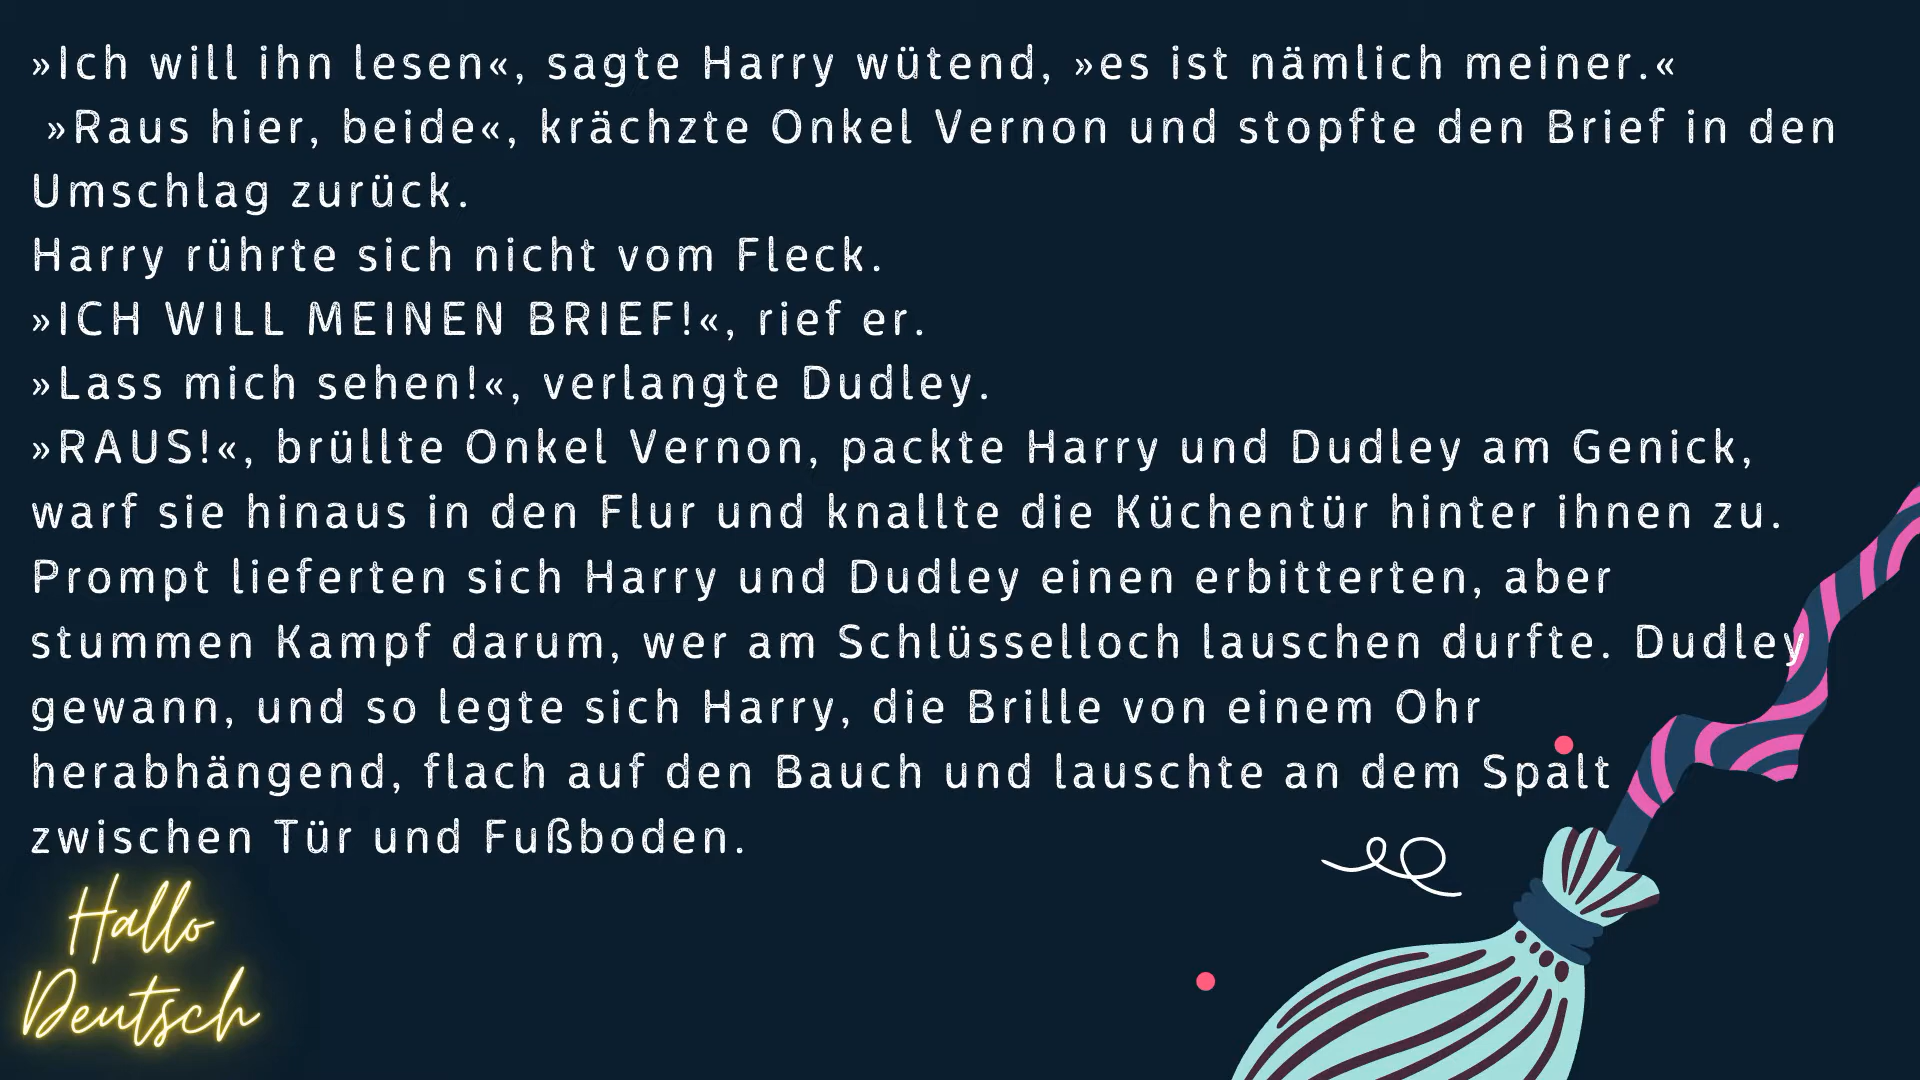 »Ich will ihn lesen«, sagte Harry wütend, »es ist nämlich meiner.«
»Raus hier, beide«, krächzte Onkel Vernon und stopfte den Brief in den
Umschlag zurück.
Harry rührte sich nicht vom Fleck.
»ICH WILL MEINEN BRIEF!«, rief er.
»Lass mich sehen!«, verlangte Dudley.
»RAUS!«, brüllte Onkel Vernon, packte Harry und Dudley am Genick,
warf sie hinaus in den Flur und knallte die Küchentür hinter ihnen zu.
Prompt lieferten sich Harry und Dudley einen erbitterten, aber
stummen Kampf darum, wer am Schlüsselloch lauschen durfte. Dudley
gewann, und so legte sich Harry, die Brille von einem Ohr
herabhängend, flach auf den Bauch und lauschte an dem Spalt
zwischen Tür und Fußboden.
Hallo
Deutsch